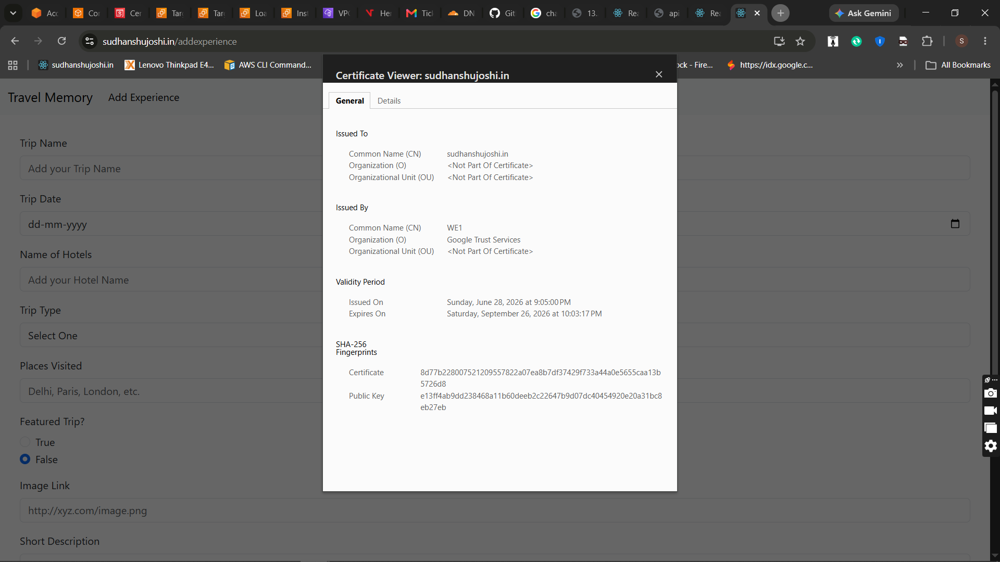 Acc
Cor
Cer
Tar
Tar
Loa
Inst
VPC
Her
Tick
DN
Git
cha
13.
Rea
api
Rea
Ask Gemini
sudhanshujoshi.in/addexperience
S
sudhanshujoshi.in
Lenovo Thinkpad E4...
AWS CLI Command...
ock - Fire...
https://idx.google.c...
All Bookmarks
Travel Memory
Add Experience
Trip Name
Add your Trip Name
Trip Date
dd-mm-yyyy
Name of Hotels
Add your Hotel Name
Trip Type
Select One
Places Visited
Delhi, Paris, London, etc.
Featured Trip?
True
False
Image Link
http://xyz.com/image.png
Short Description
Certificate Viewer: sudhanshujoshi.in
General Details
Issued To
Common Name (CN) sudhanshujoshi.in
Organization (O) <Not Part Of Certificate>
Organizational Unit (OU) <Not Part Of Certificate>
Issued By
Common Name (CN) WE1
Organization (O) Google Trust Services
Organizational Unit (OU) <Not Part Of Certificate>
Validity Period
Issued On Sunday, June 28, 2026 at 9:05:00 PM
Expires On Saturday, September 26, 2026 at 10:03:17 PM
SHA-256
Fingerprints
Certificate 8d77b228007521209557822a07ea8b7df37429f733a44a0e5655caa13b
5726d8
Public Key e13ff4ab9dd238468a11b60deeb2c22647b9d07dc40454920e20a31bc8
eb27eb